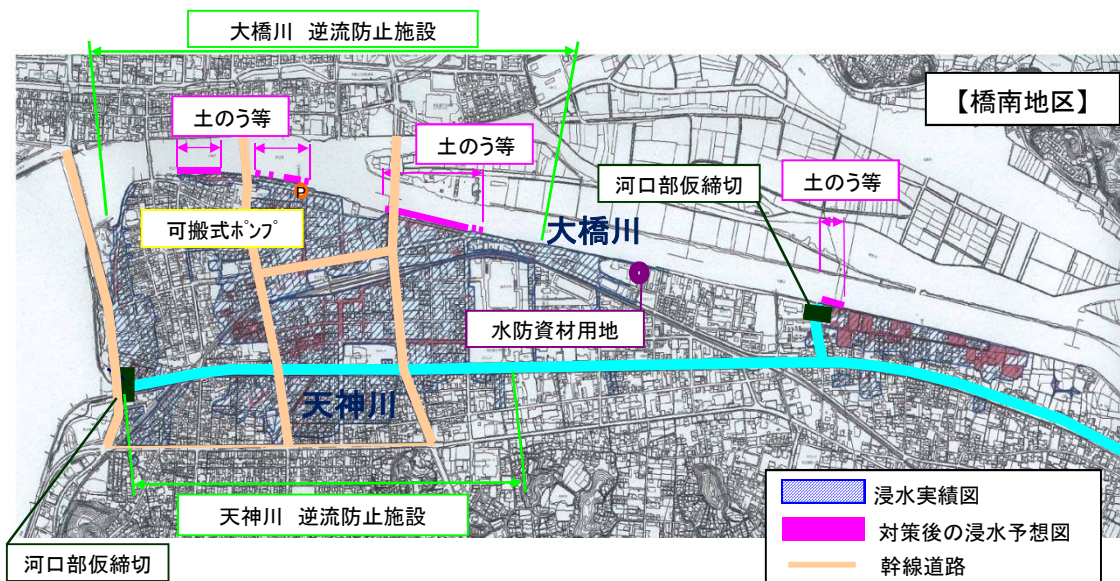 大橋川 逆流防止施設
【橋南地区】
土のう等
土のう等
河口部仮締切
土のう等
P
可搬式ﾎﾟﾝﾌﾟ
大橋川
水防資材用地
天神川
天神川 逆流防止施設
河口部仮締切
浸水実績図
対策後の浸水予想図
幹線道路